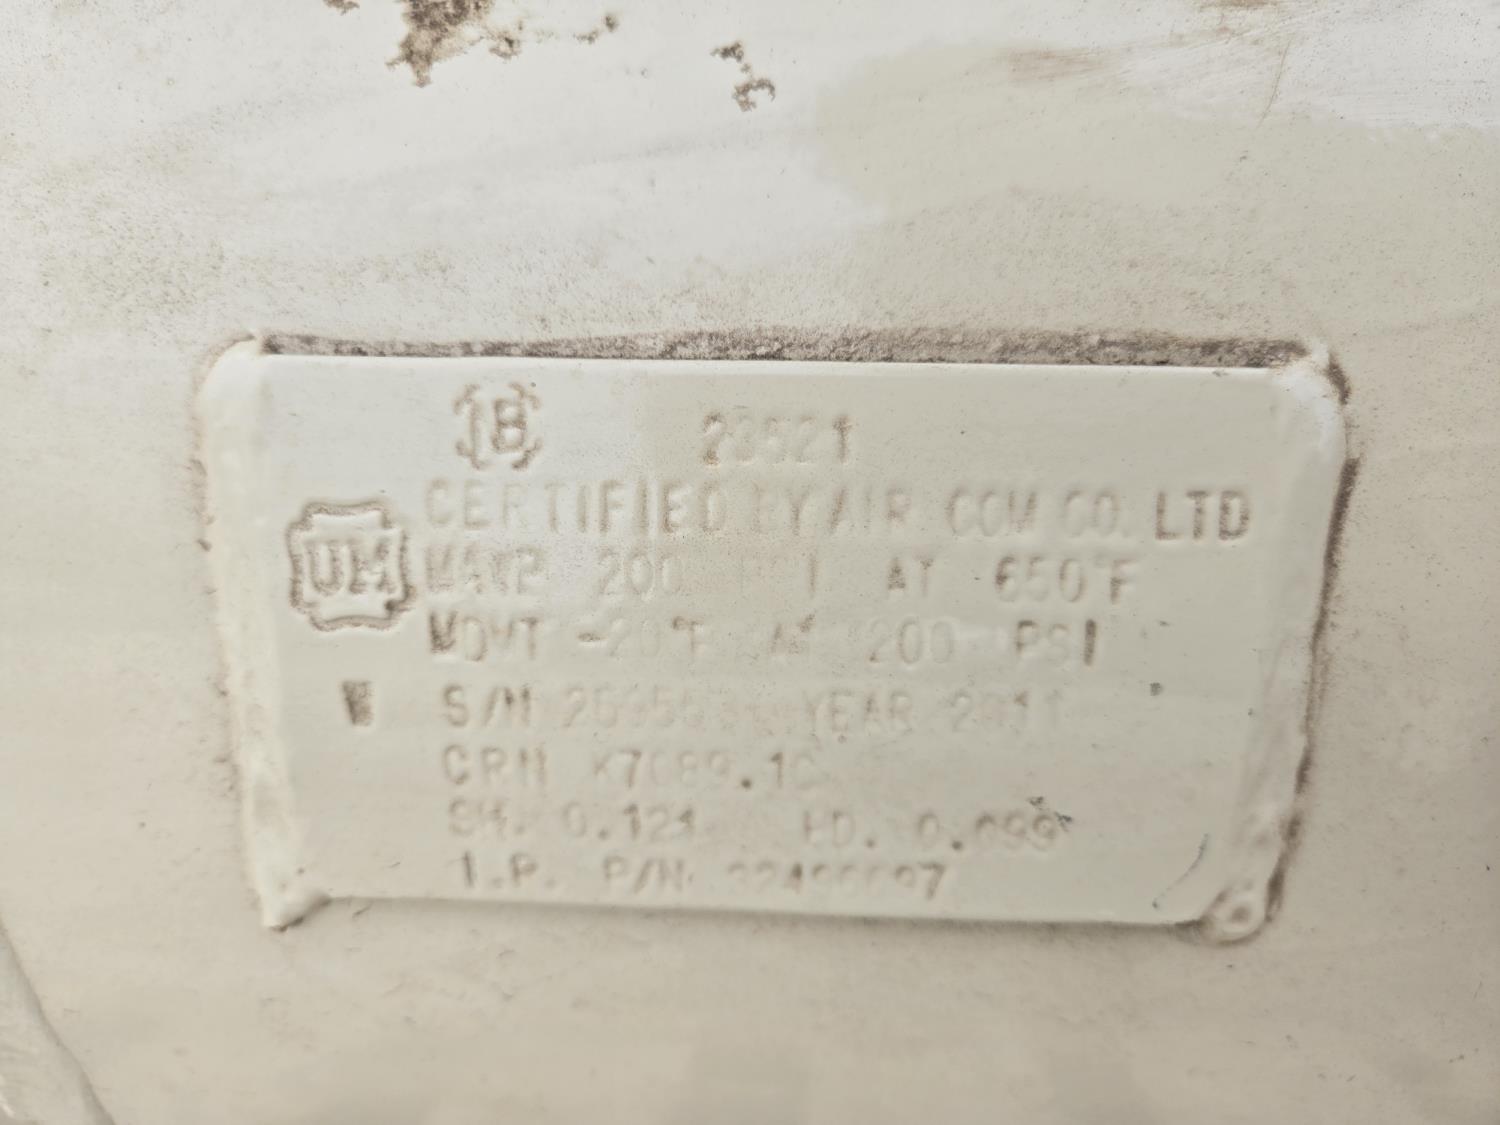 B 23521
CERTIFIED BY AIR COM CO. LTD
UM MAWP 200 PSI AT 650°F
MDMT -20°F AT 200 PSI
W S/N YEAR 2011
CRN
SH. 0.121 HD. 0.099
I.P. P/N: